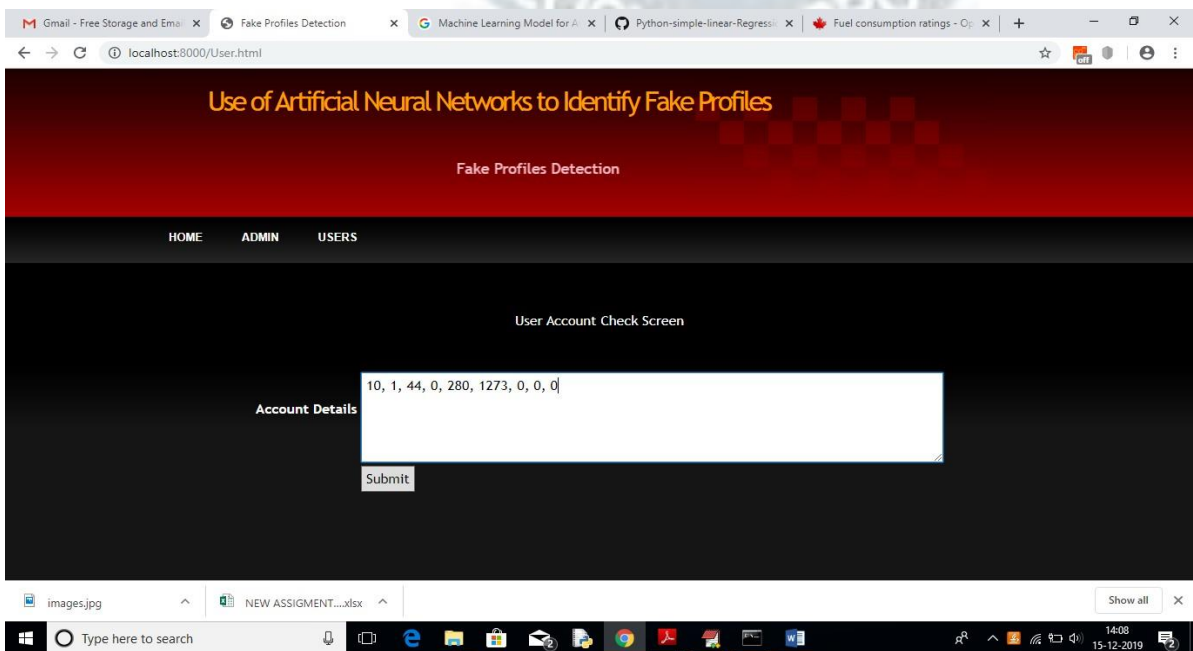 Gmail - Free Storage and Email
Fake Profiles Detection
Machine Learning Model for A
Python-simple-linear-Regressi
Fuel consumption ratings - Op
localhost:8000/User.html
off
Use of Artificial Neural Networks to Identify Fake Profiles
Fake Profiles Detection
HOME ADMIN USERS
User Account Check Screen
Account Details
10, 1, 44, 0, 280, 1273, 0, 0, 0
Submit
images.jpg
NEW ASSIGMENT....xlsx
Show all
Type here to search
14:08
15-12-2019